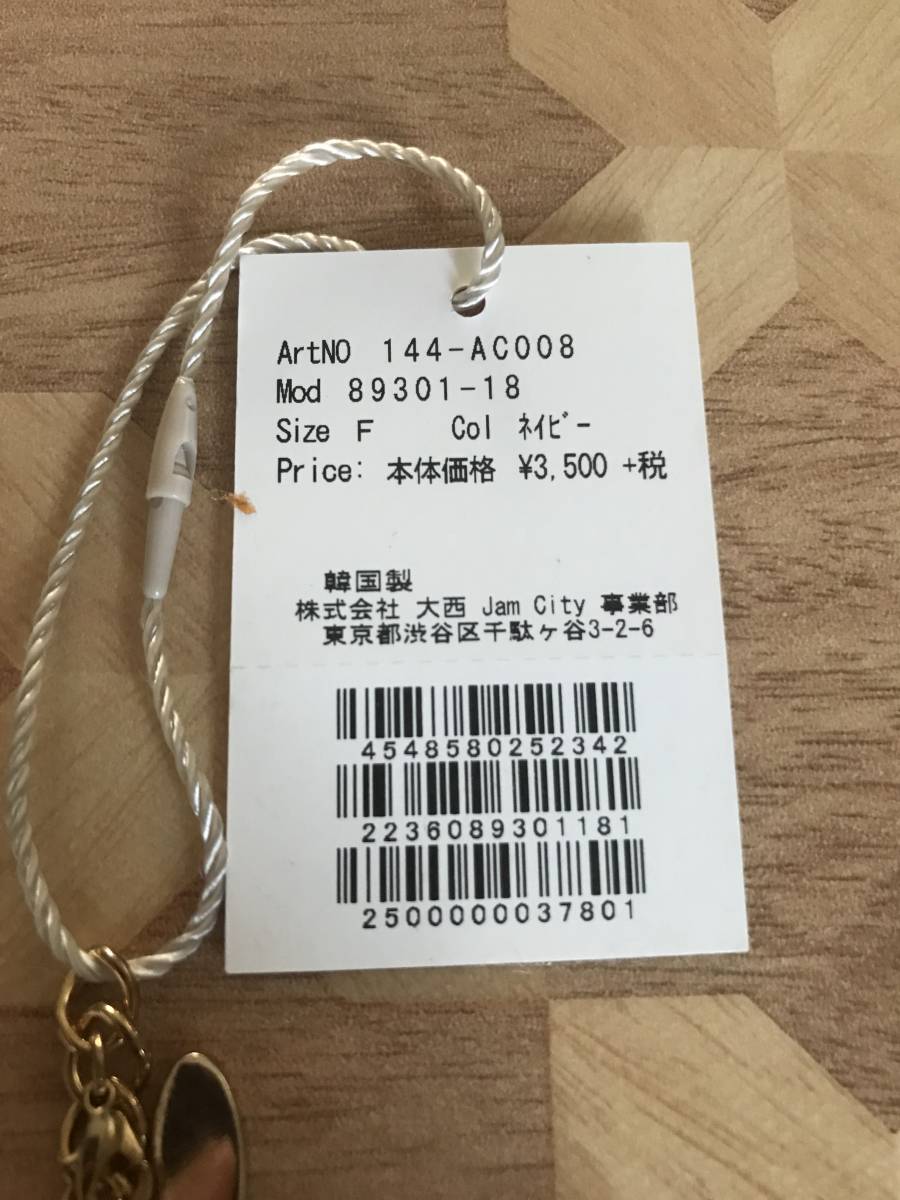 ArtNO 144-AC008
Mod 89301-18
Size F Col ﾈｲﾋﾞｰ
Price: 本体価格 ¥3,500 +税
韓国製
株式会社 大西 Jam City 事業部
東京都渋谷区千駄ヶ谷3-2-6
4548580252342
2236089301181
2500000037801